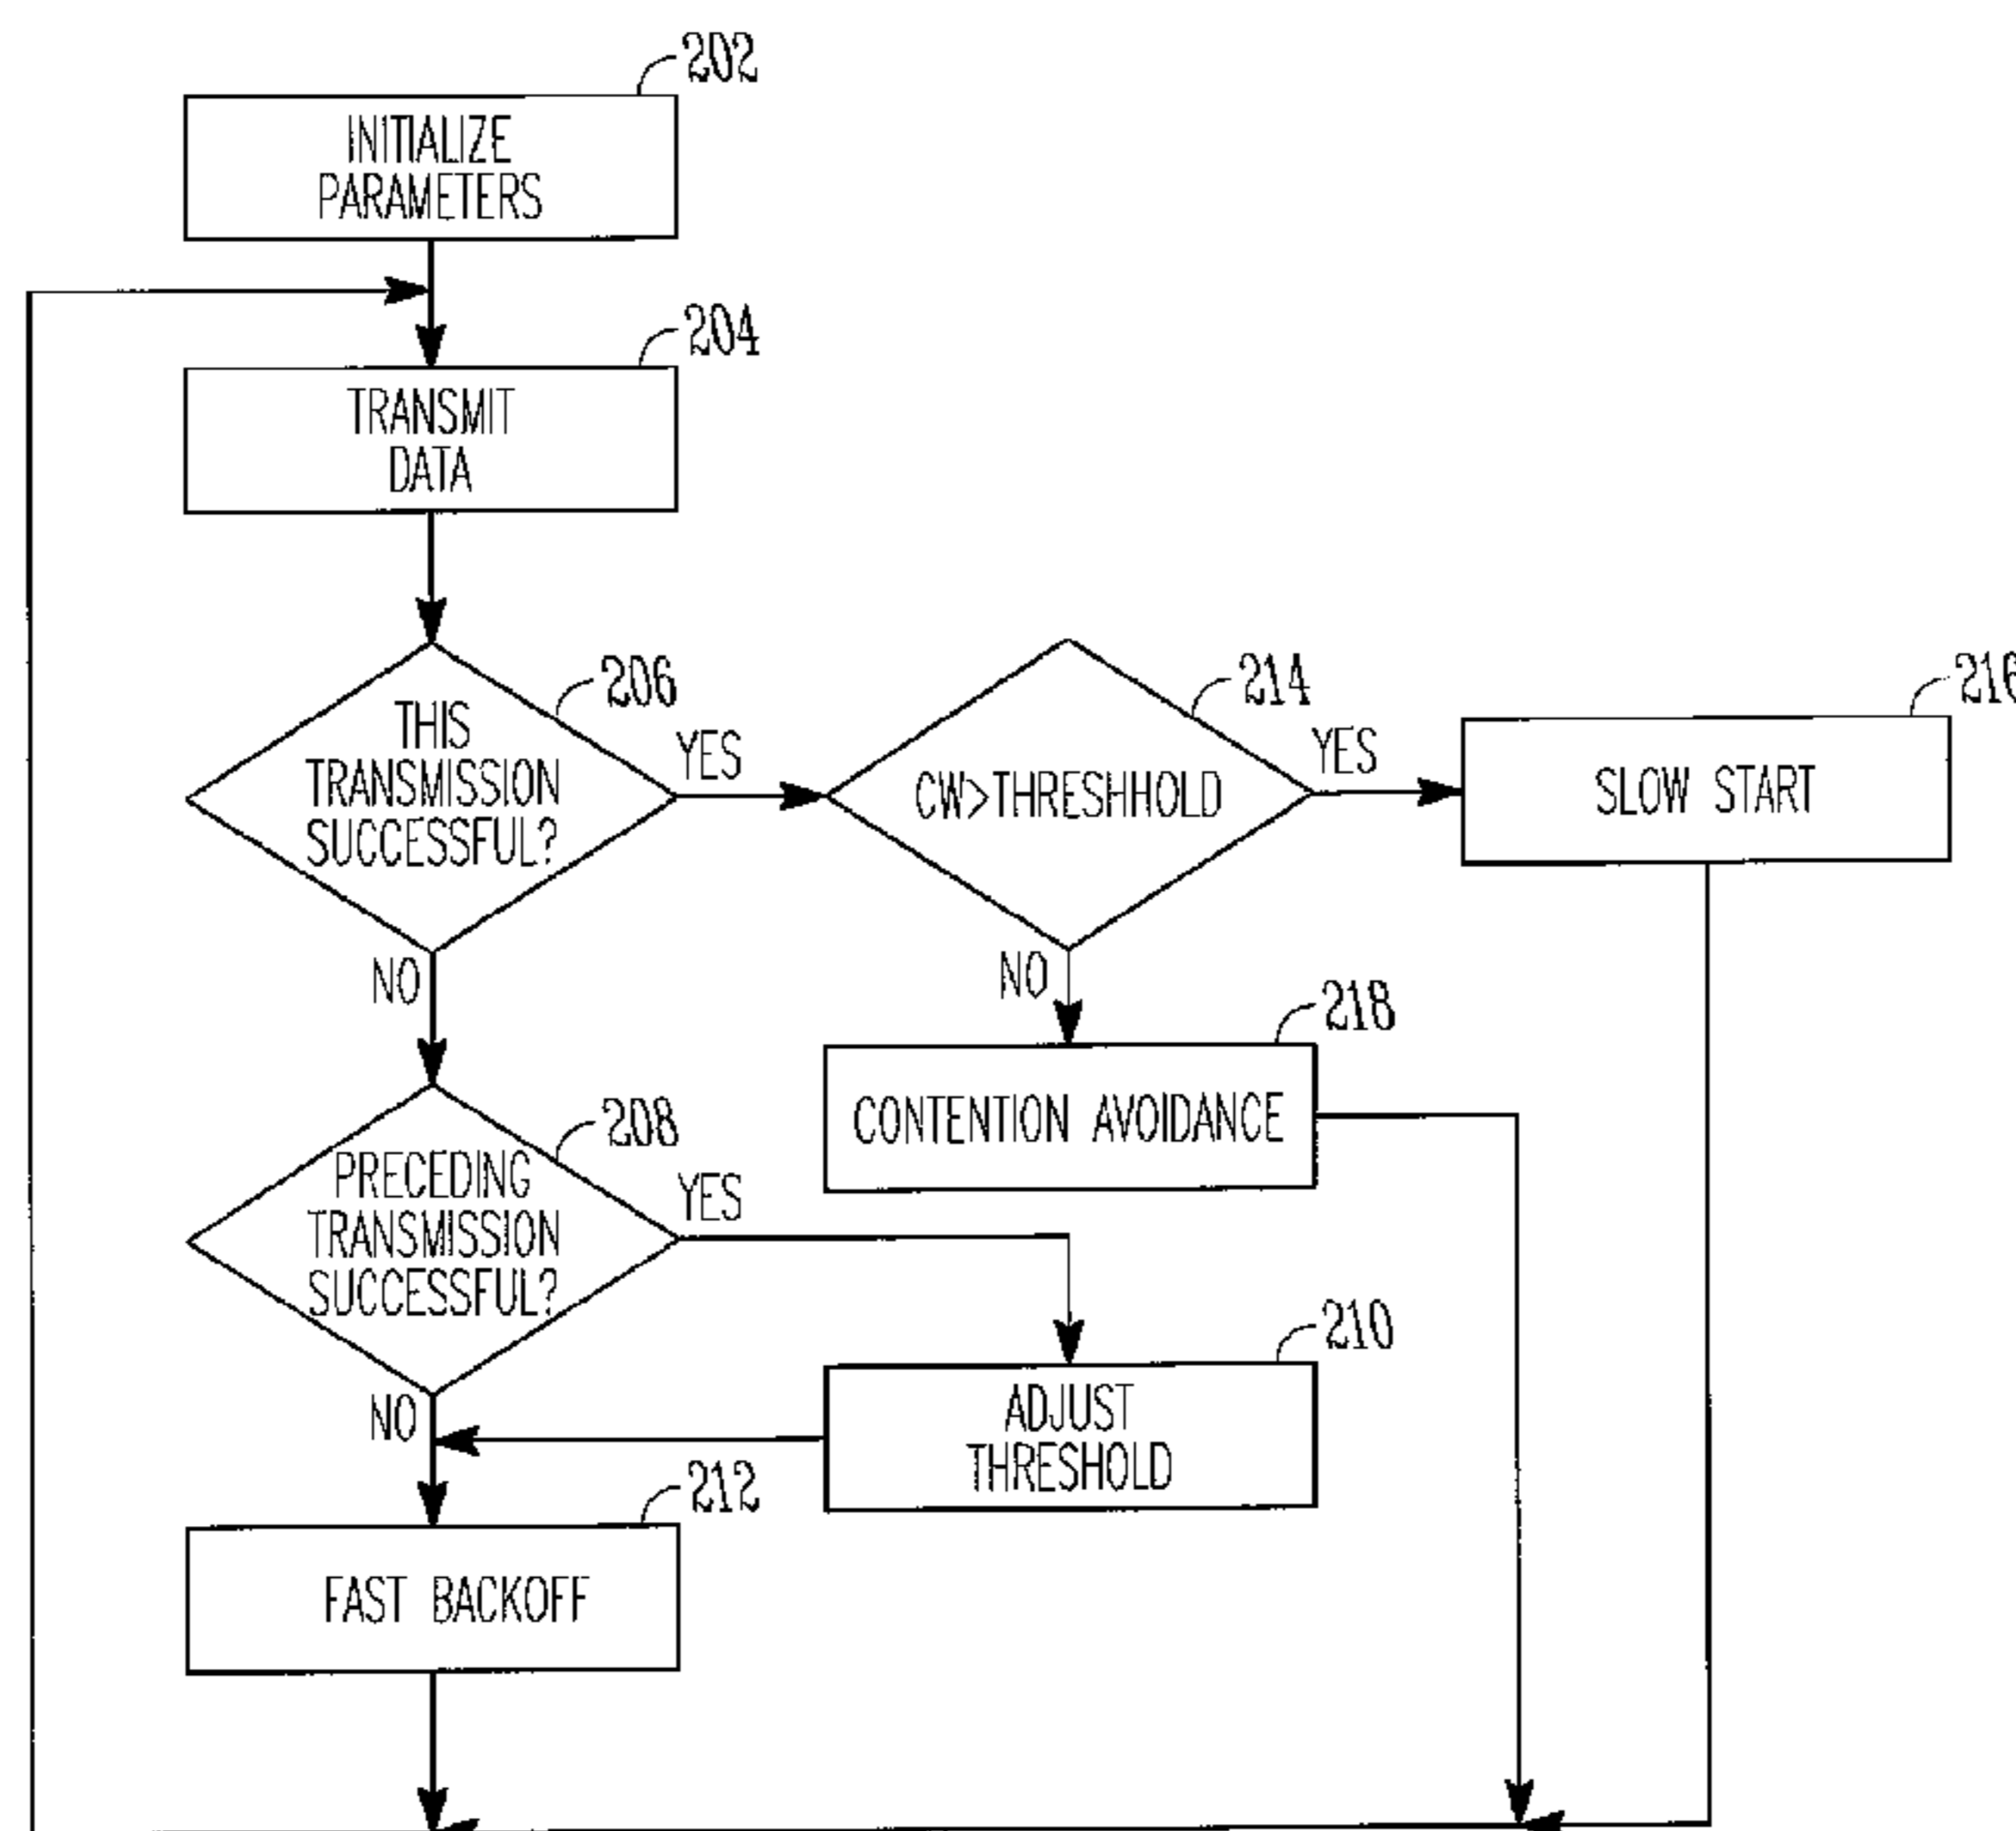 202
INITIALIZE
PARAMETERS
204
TRANSMIT
DATA
206
THIS
TRANSMISSION
SUCCESSFUL?
YES
214
CW>THRESHHOLD
YES
216
SLOW START
NO
NO
218
CONTENTION AVOIDANCE
208
PRECEDING
TRANSMISSION
SUCCESSFUL?
YES
210
ADJUST
THRESHOLD
NO
212
FAST BACKOFF